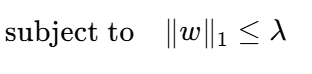 subject to ‖w‖₁ ≤ λ